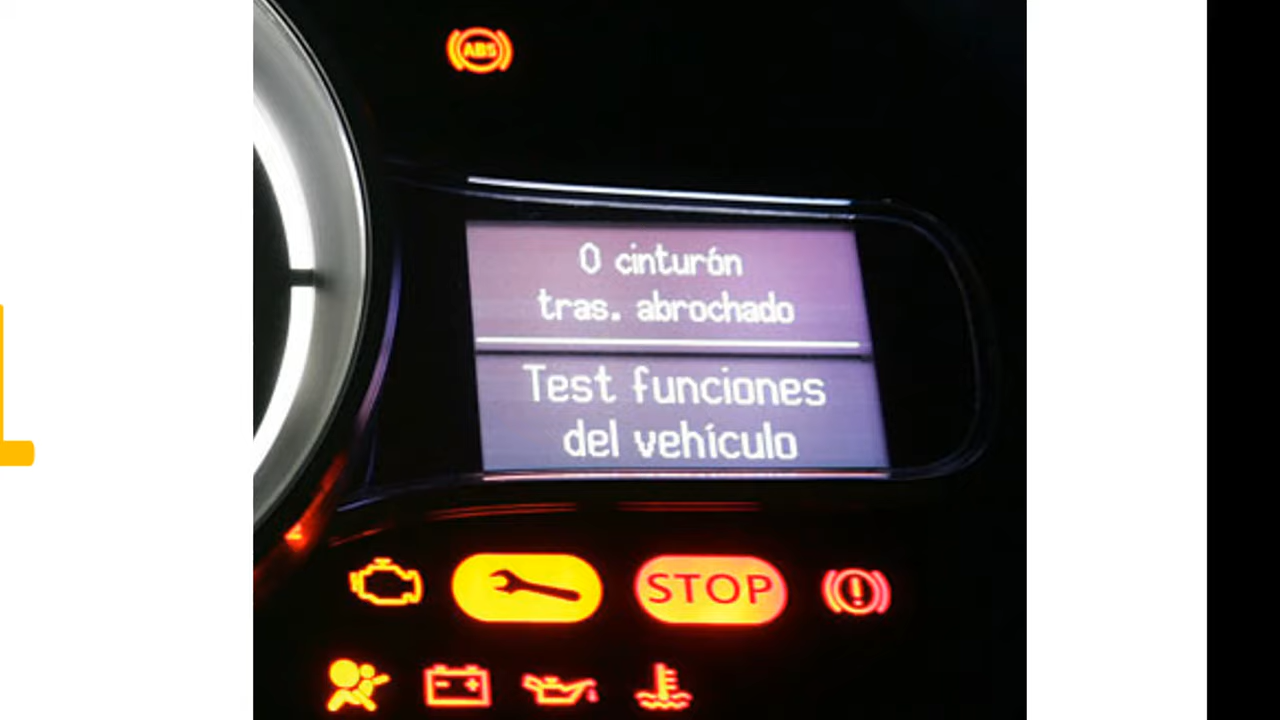 ABS
0 cinturón
tras. abrochado
Test funciones
del vehículo
STOP